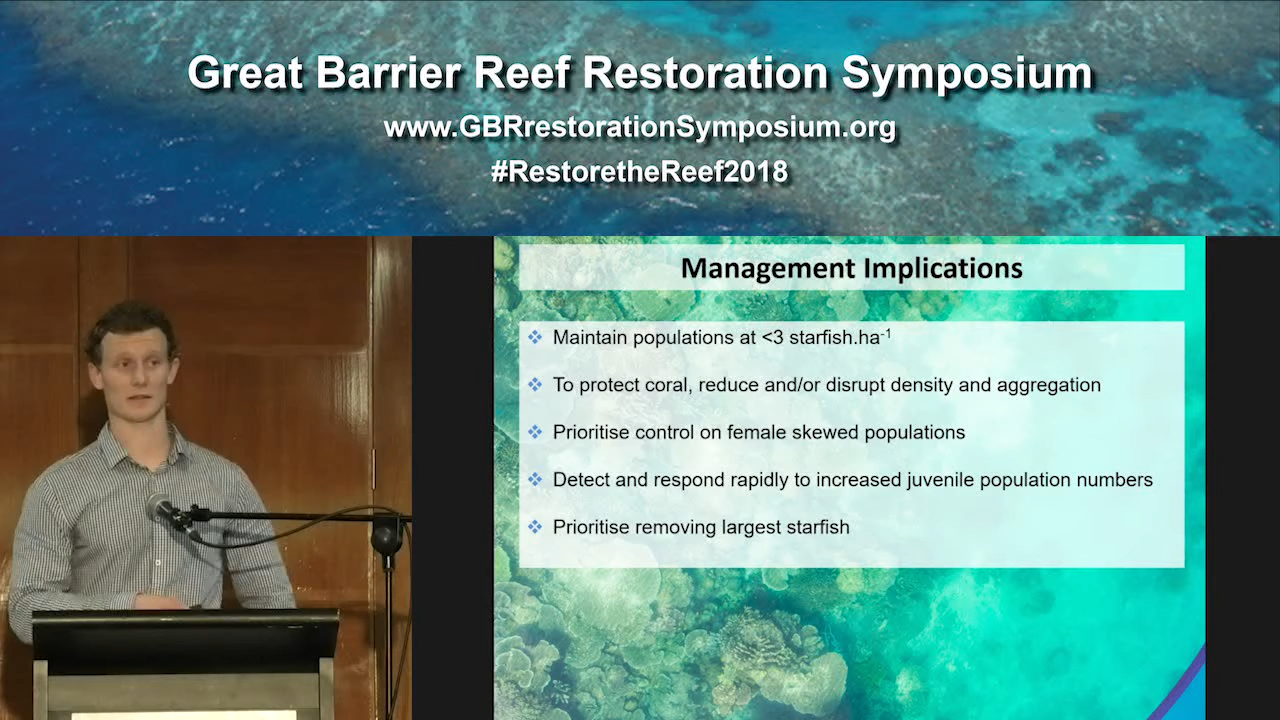 Great Barrier Reef Restoration Symposium
www.GBRrestorationSymposium.org
#RestoretheReef2018
Management Implications
❖ Maintain populations at <3 starfish.ha⁻¹
❖ To protect coral, reduce and/or disrupt density and aggregation
❖ Prioritise control on female skewed populations
❖ Detect and respond rapidly to increased juvenile population numbers
❖ Prioritise removing largest starfish